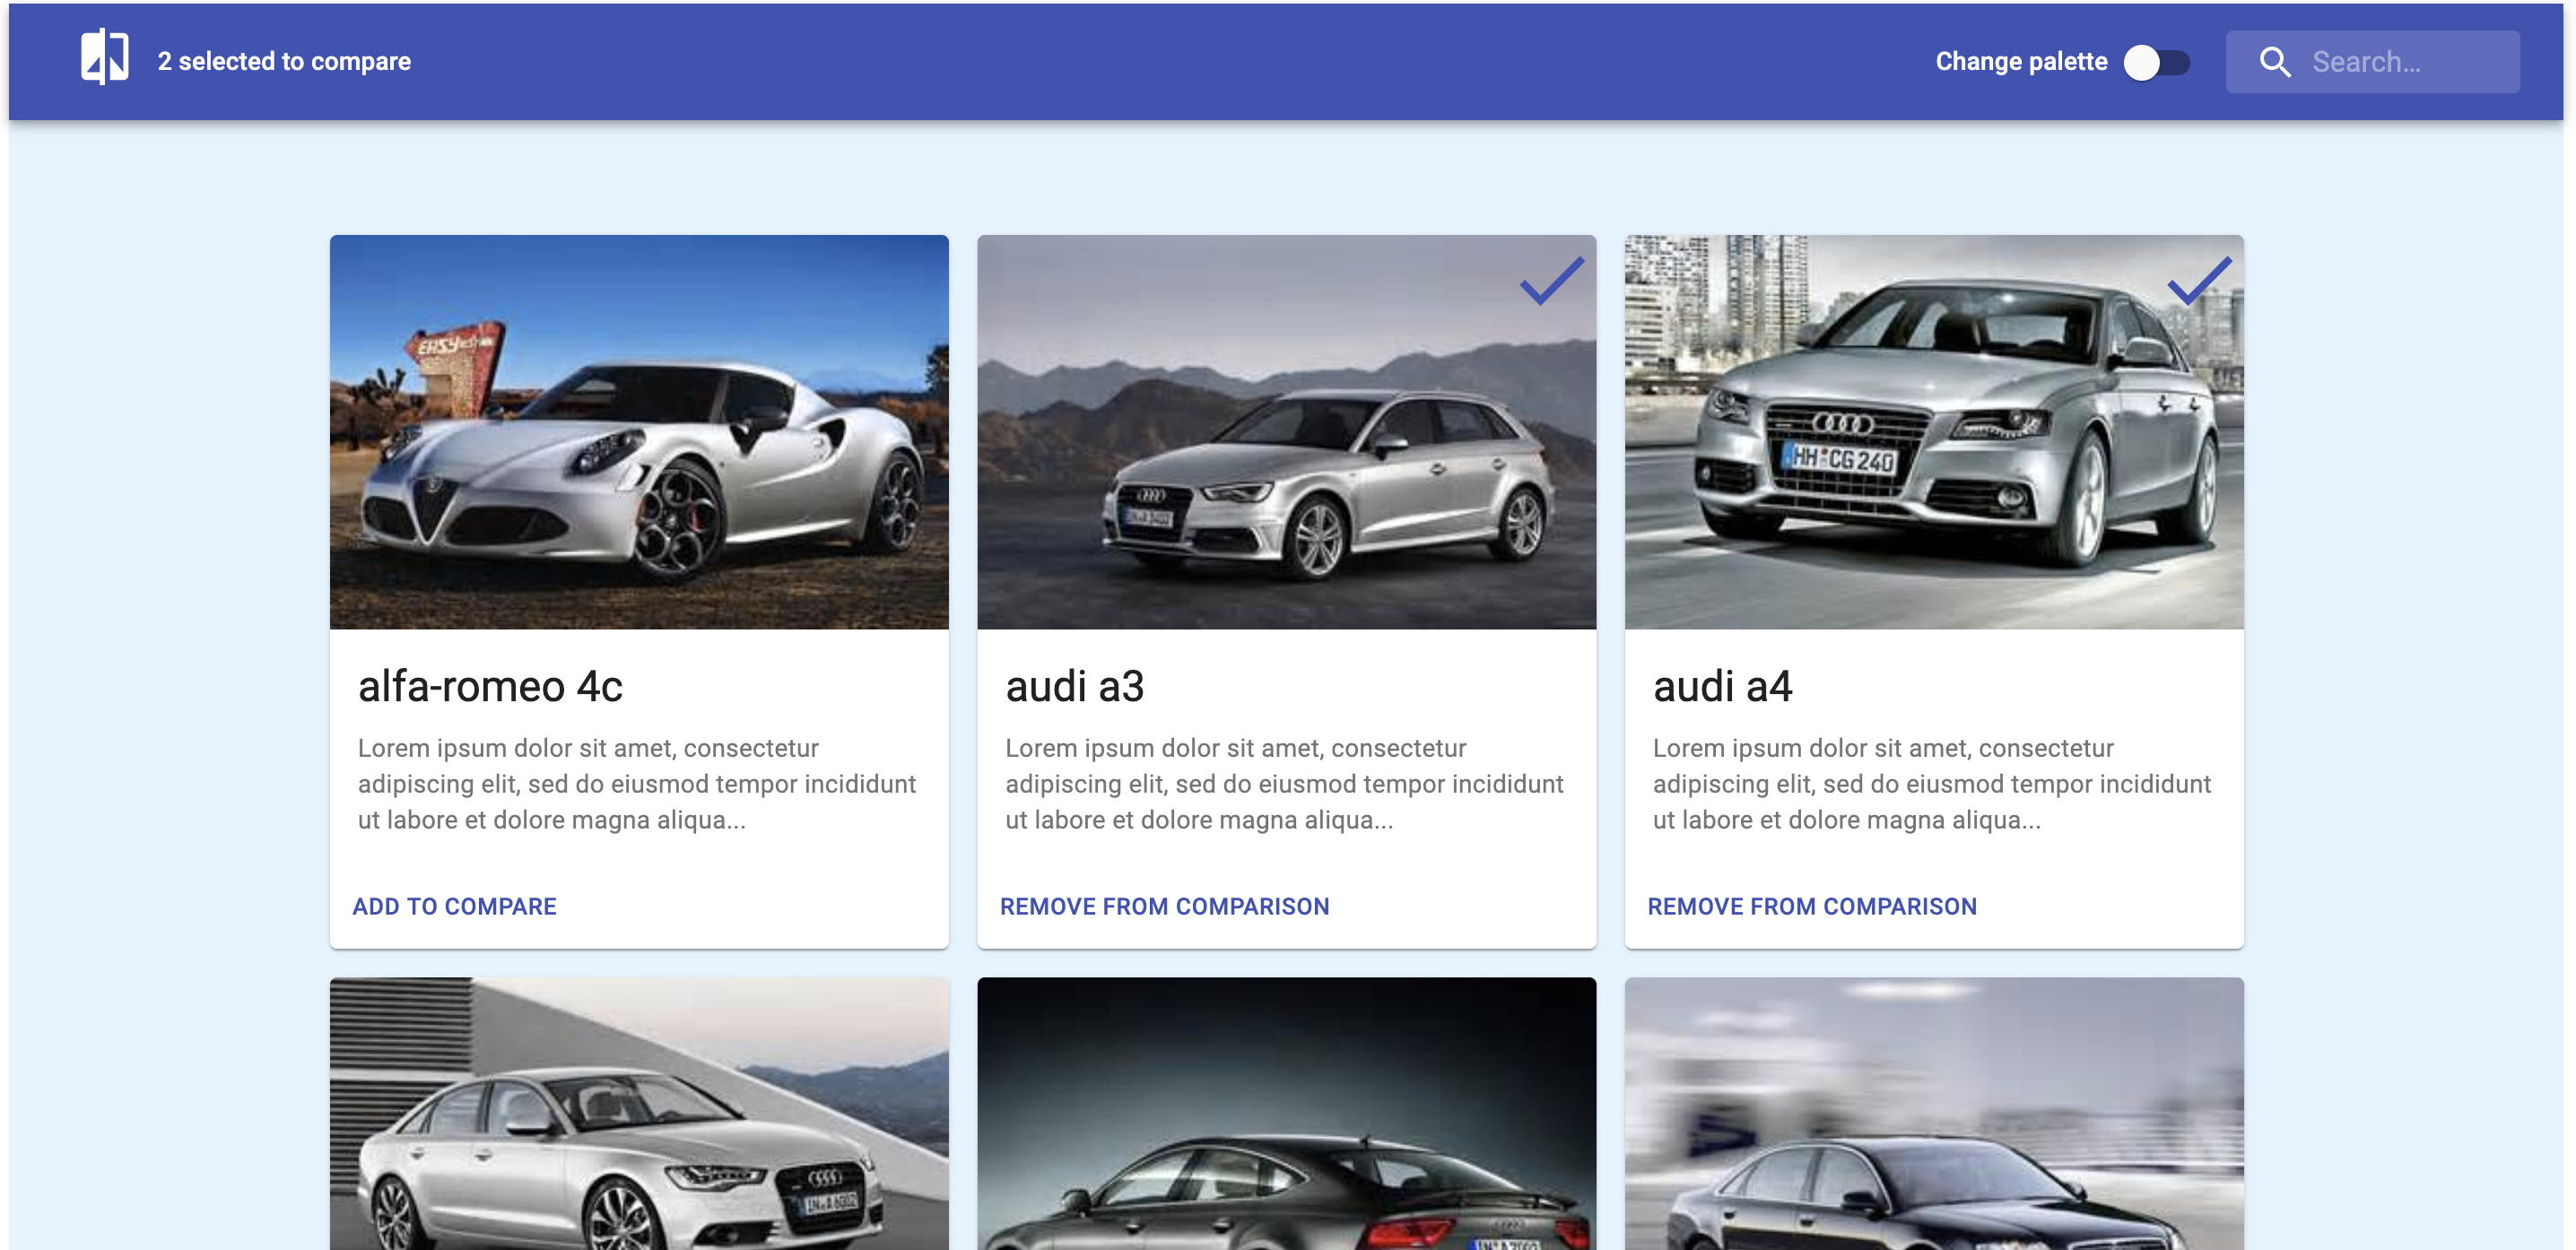 2 selected to compare
Change palette
Search...
EASY
HH CG 240
alfa-romeo 4c
Lorem ipsum dolor sit amet, consectetur
adipiscing elit, sed do eiusmod tempor incididunt
ut labore et dolore magna aliqua...
ADD TO COMPARE
audi a3
Lorem ipsum dolor sit amet, consectetur
adipiscing elit, sed do eiusmod tempor incididunt
ut labore et dolore magna aliqua...
REMOVE FROM COMPARISON
audi a4
Lorem ipsum dolor sit amet, consectetur
adipiscing elit, sed do eiusmod tempor incididunt
ut labore et dolore magna aliqua...
REMOVE FROM COMPARISON